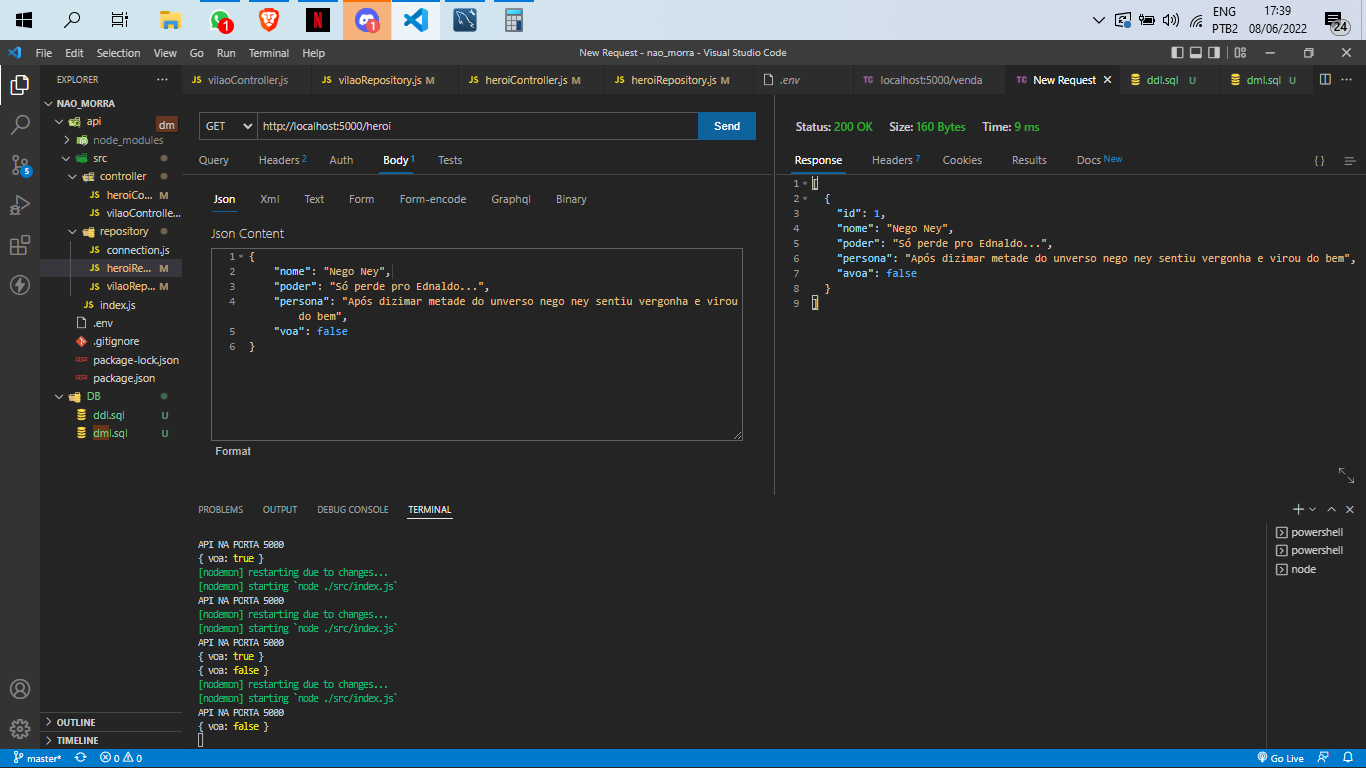 1
1
ENG
PTB2
17:39
08/06/2022
24
File Edit Selection View Go Run Terminal Help
New Request - nao_morra - Visual Studio Code
EXPLORER
vilaoController.js
vilaoRepository.js M
heroiController.js M
heroiRepository.js M
.env
TC localhost:5000/venda
TC New Request
ddl.sql U
dml.sql U
NAO_MORRA
api
dm
node_modules
src
controller
JS heroiCo... M
JS vilaoControlle...
repository
JS connection.js
JS heroiRe... M
JS vilaoRep... M
JS index.js
.env
.gitignore
package-lock.json
package.json
DB
ddl.sql U
dml.sql U
5
OUTLINE
TIMELINE
GET
http://localhost:5000/heroi
Send
Query Headers 2 Auth Body 1 Tests
Json Xml Text Form Form-encode Graphql Binary
Json Content
1 {
2 "nome": "Nego Ney",
3 "poder": "Só perde pro Ednaldo...",
4 "persona": "Após dizimar metade do unverso nego ney sentiu vergonha e virou
do bem",
5 "voa": false
6 }
Format
Status: 200 OK Size: 160 Bytes Time: 9 ms
Response Headers 7 Cookies Results Docs New
{ }
1 [
2 {
3 "id": 1,
4 "nome": "Nego Ney",
5 "poder": "Só perde pro Ednaldo...",
6 "persona": "Após dizimar metade do unverso nego ney sentiu vergonha e virou do bem",
7 "avoa": false
8 }
9 ]
PROBLEMS OUTPUT DEBUG CONSOLE TERMINAL
API NA PORTA 5000
{ voa: true }
[nodemon] restarting due to changes...
[nodemon] starting `node ./src/index.js`
API NA PORTA 5000
[nodemon] restarting due to changes...
[nodemon] starting `node ./src/index.js`
API NA PORTA 5000
{ voa: true }
{ voa: false }
[nodemon] restarting due to changes...
[nodemon] starting `node ./src/index.js`
API NA PORTA 5000
{ voa: false }
powershell
powershell
node
master*
0 0
Go Live